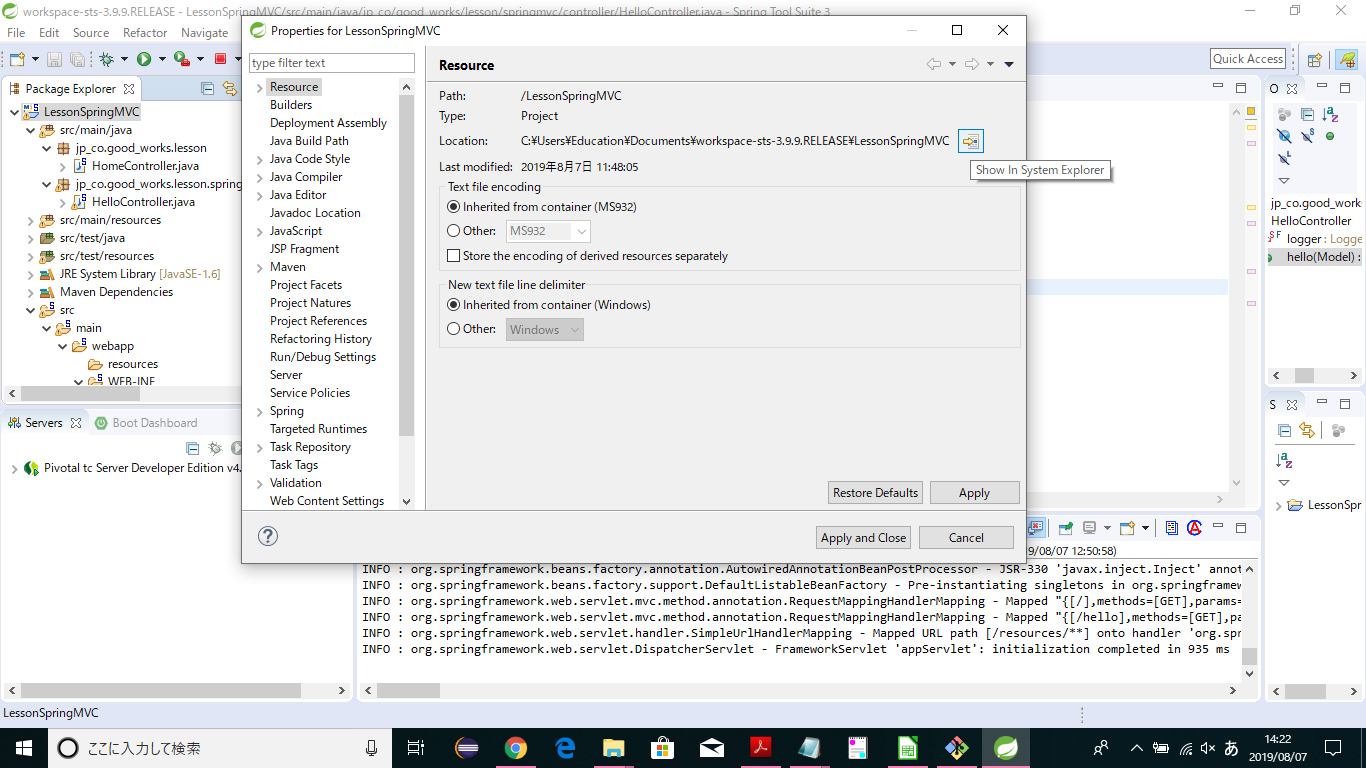 workspace-sts-3.9.9.RELEASE - LessonSpringMVC/src/main/java/jp_co/good_works/lesson/springmvc/controller/HelloController.java - Spring Tool Suite 3
File Edit Source Refactor Navigate
Quick Access
Package Explorer
LessonSpringMVC
src/main/java
jp_co.good_works.lesson
HomeController.java
jp_co.good_works.lesson.spring
HelloController.java
src/main/resources
src/test/java
src/test/resources
JRE System Library [JavaSE-1.6]
Maven Dependencies
src
main
webapp
resources
WEB-INF
Servers Boot Dashboard
Pivotal tc Server Developer Edition v4.
Properties for LessonSpringMVC
type filter text
Resource
Builders
Deployment Assembly
Java Build Path
Java Code Style
Java Compiler
Java Editor
Javadoc Location
JavaScript
JSP Fragment
Maven
Project Facets
Project Natures
Project References
Refactoring History
Run/Debug Settings
Server
Service Policies
Spring
Targeted Runtimes
Task Repository
Task Tags
Validation
Web Content Settings
Resource
Path: /LessonSpringMVC
Type: Project
Location: C:¥Users¥Education¥Documents¥workspace-sts-3.9.9.RELEASE¥LessonSpringMVC
Show In System Explorer
Last modified: 2019年8月7日 11:48:05
Text file encoding
Inherited from container (MS932)
Other: MS932
Store the encoding of derived resources separately
New text file line delimiter
Inherited from container (Windows)
Other: Windows
Restore Defaults Apply
Apply and Close Cancel
O
jp_co.good_works
HelloController
logger : Logge
hello(Model) :
S
LessonSpr
9/08/07 12:50:58)
INFO : org.springframework.beans.factory.annotation.AutowiredAnnotationBeanPostProcessor - JSR-330 'javax.inject.Inject' annot
INFO : org.springframework.beans.factory.support.DefaultListableBeanFactory - Pre-instantiating singletons in org.springframew
INFO : org.springframework.web.servlet.mvc.method.annotation.RequestMappingHandlerMapping - Mapped "{[/],methods=[GET],params=
INFO : org.springframework.web.servlet.mvc.method.annotation.RequestMappingHandlerMapping - Mapped "{[/hello],methods=[GET],pa
INFO : org.springframework.web.servlet.handler.SimpleUrlHandlerMapping - Mapped URL path [/resources/**] onto handler 'org.spr
INFO : org.springframework.web.servlet.DispatcherServlet - FrameworkServlet 'appServlet': initialization completed in 935 ms
LessonSpringMVC
ここに入力して検索
あ
14:22
2019/08/07